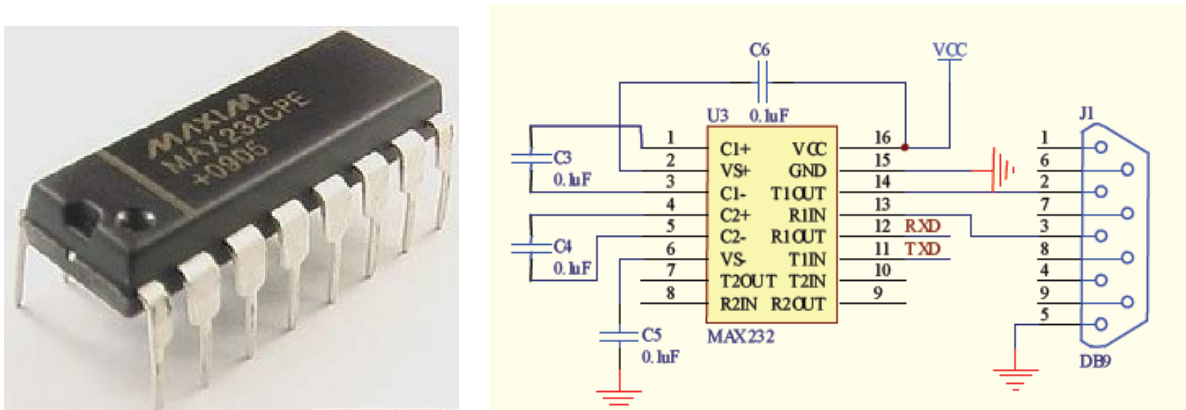 MAXIM
MAX232CPE
+0905
C6
0.1uF
VCC
U3
J1
C3
0.1uF
C4
0.1uF
C5
0.1uF
1 C1+ VCC 16
2 VS+ GND 15
3 C1- T1OUT 14
4 C2+ R1IN 13
5 C2- R1OUT 12 RXD
6 VS- T1IN 11 TXD
7 T2OUT T2IN 10
8 R2IN R2OUT 9
MAX232
1
6
2
7
3
8
4
9
5
DB9